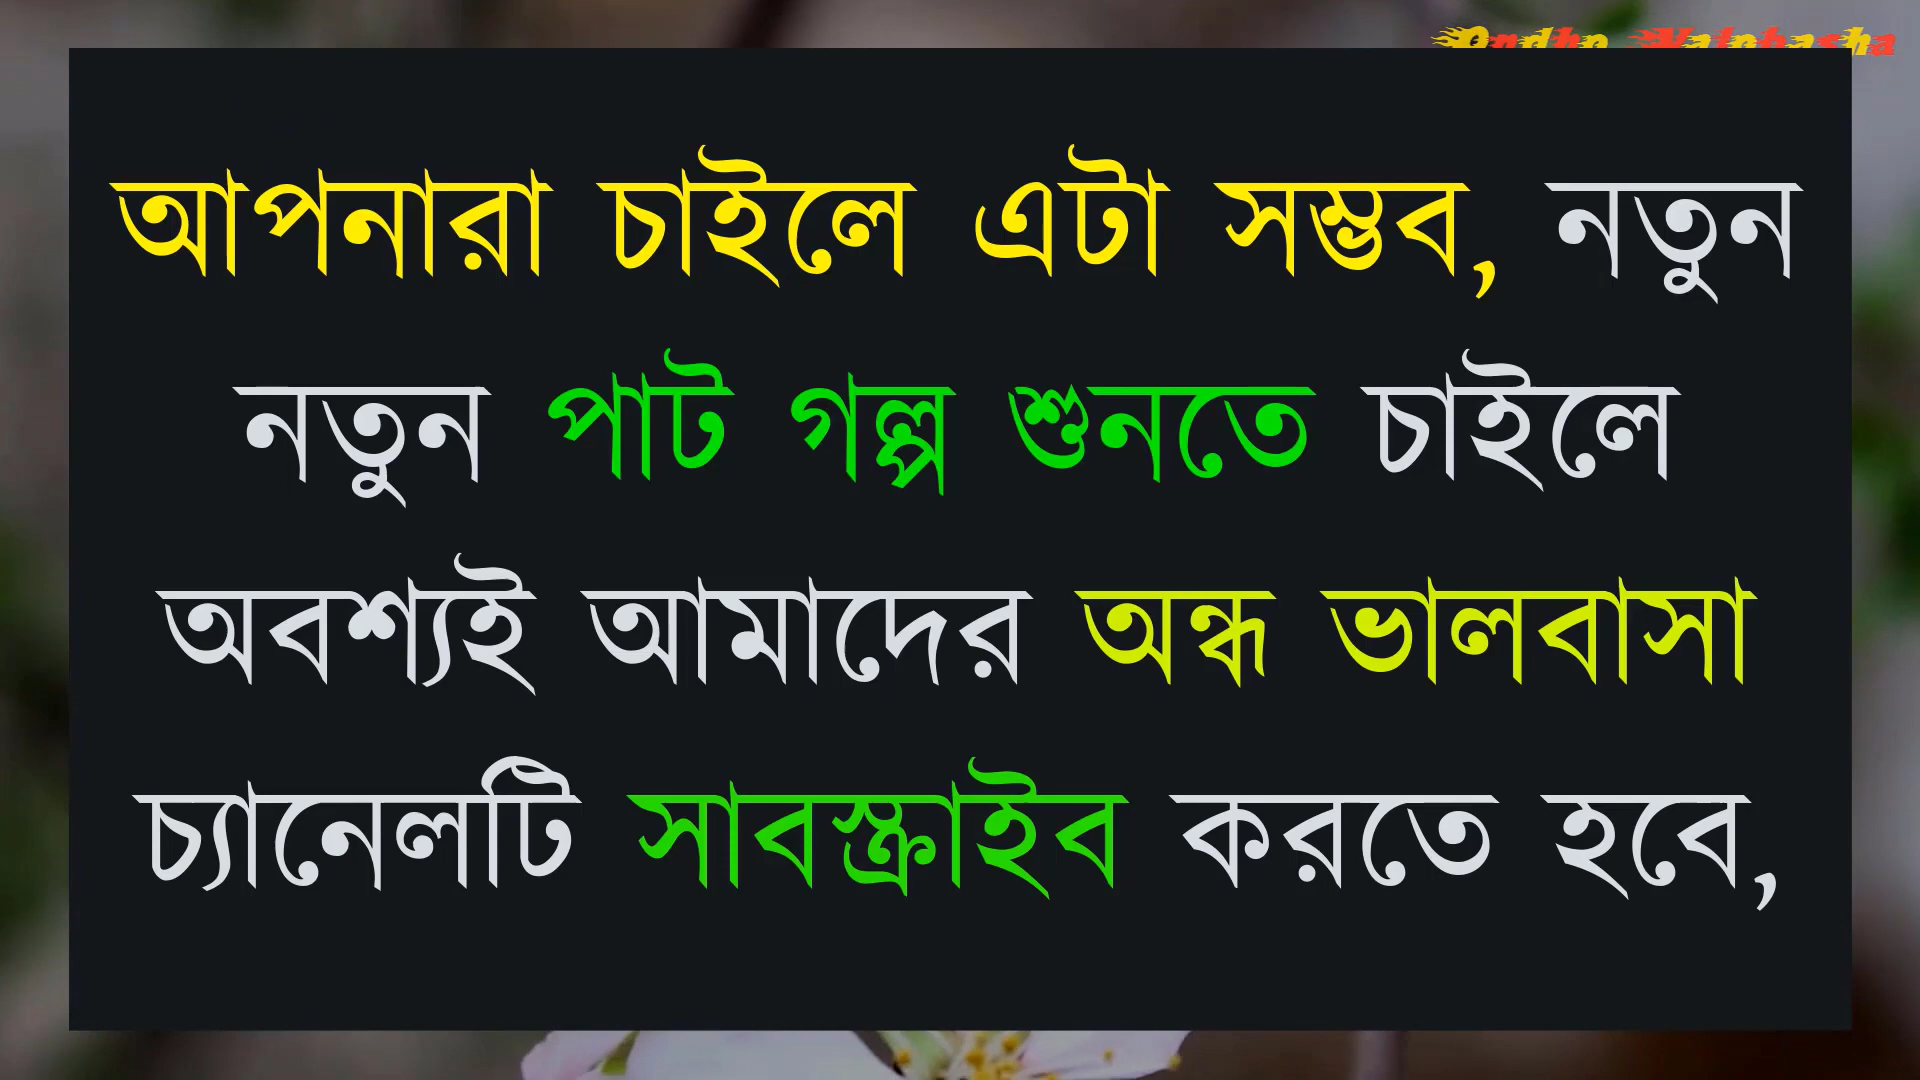 আপনারা চাইলে এটা সম্ভব, নতুন
নতুন পাট গল্প শুনতে চাইলে
অবশ্যই আমাদের অন্ধ ভালবাসা
চ্যানেলটি সাবস্ক্রাইব করতে হবে,